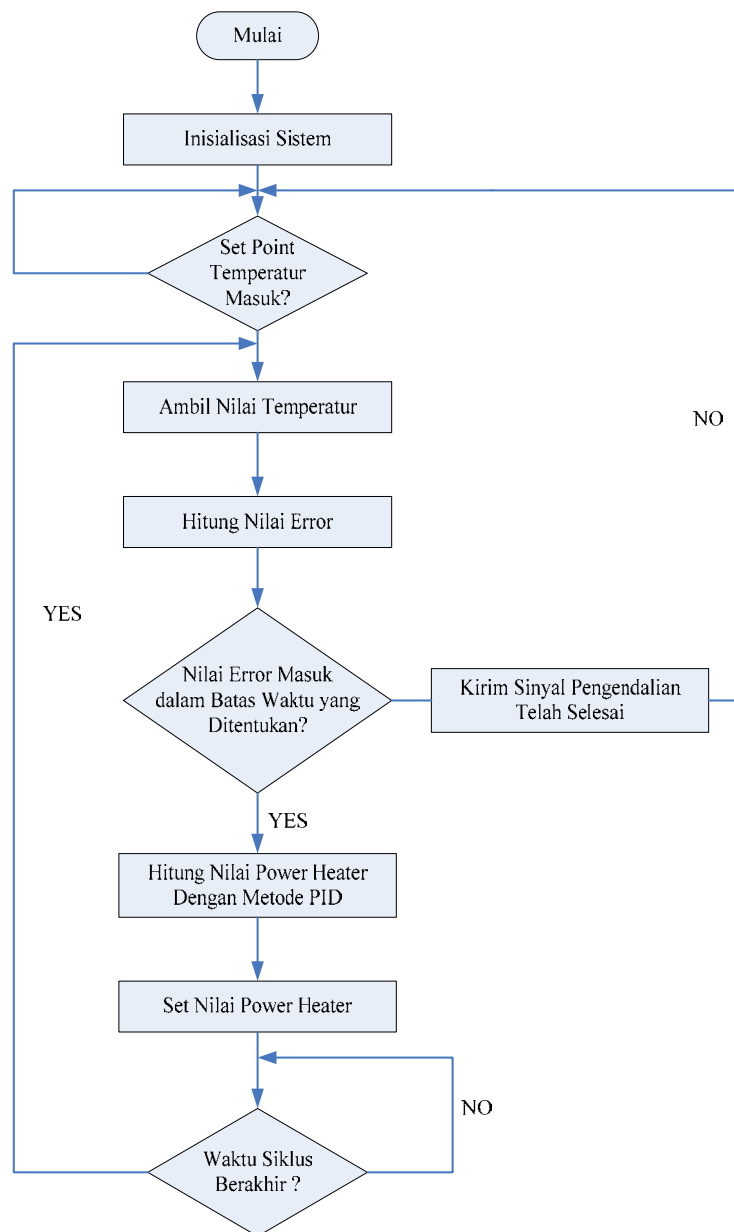 Mulai
Inisialisasi Sistem
Set Point
Temperatur
Masuk?
Ambil Nilai Temperatur
NO
Hitung Nilai Error
YES
Nilai Error Masuk
dalam Batas Waktu yang
Ditentukan?
Kirim Sinyal Pengendalian
Telah Selesai
YES
Hitung Nilai Power Heater
Dengan Metode PID
Set Nilai Power Heater
NO
Waktu Siklus
Berakhir ?